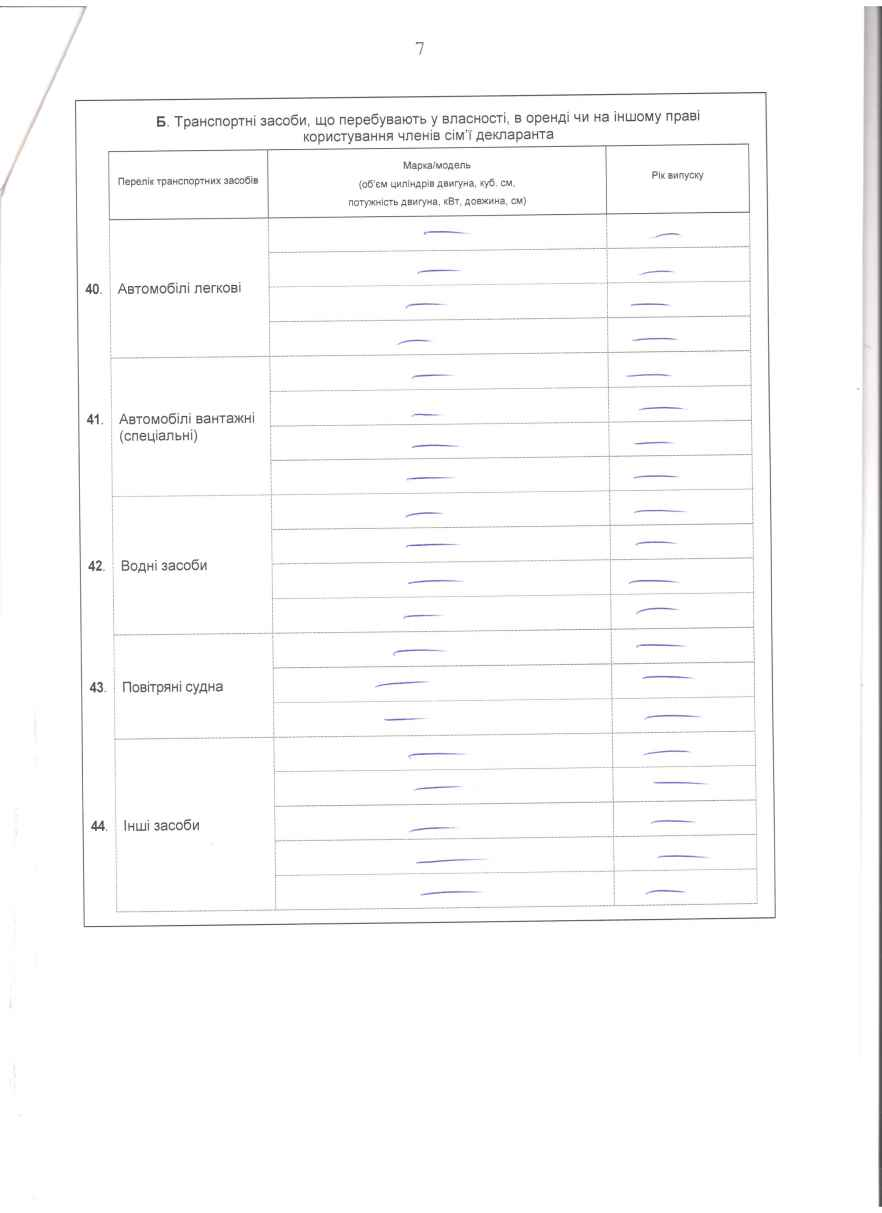 7
Б. Транспортні засоби, що перебувають у власності, в оренді чи на іншому праві
користування членів сім'ї декларанта
Перелік транспортних засобів
Марка/модель
(об'єм циліндрів двигуна, куб. см,
потужність двигуна, кВт, довжина, см)
Рік випуску
40. Автомобілі легкові
— —
— —
— —
— —
41. Автомобілі вантажні
(спеціальні)
— —
— —
— —
— —
42. Водні засоби
— —
— —
— —
— —
43. Повітряні судна
— —
— —
— —
44. Інші засоби
— —
— —
— —
— —
— —